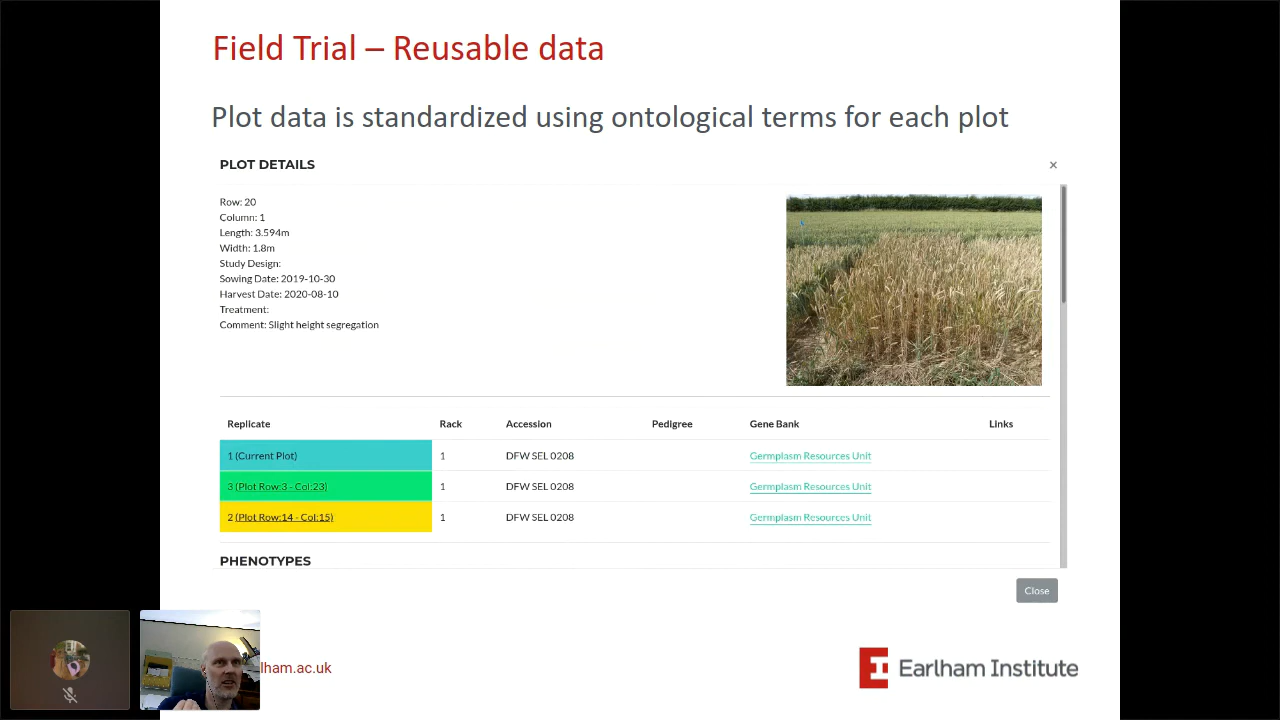 Field Trial – Reusable data
Plot data is standardized using ontological terms for each plot
PLOT DETAILS ×
Row: 20
Column: 1
Length: 3.594m
Width: 1.8m
Study Design:
Sowing Date: 2019-10-30
Harvest Date: 2020-08-10
Treatment:
Comment: Slight height segregation
Replicate Rack Accession Pedigree Gene Bank Links
1 (Current Plot) 1 DFW SEL 0208 Germplasm Resources Unit
3 (Plot Row:3 - Col:23) 1 DFW SEL 0208 Germplasm Resources Unit
2 (Plot Row:14 - Col:15) 1 DFW SEL 0208 Germplasm Resources Unit
PHENOTYPES
Close
lham.ac.uk
Earlham Institute